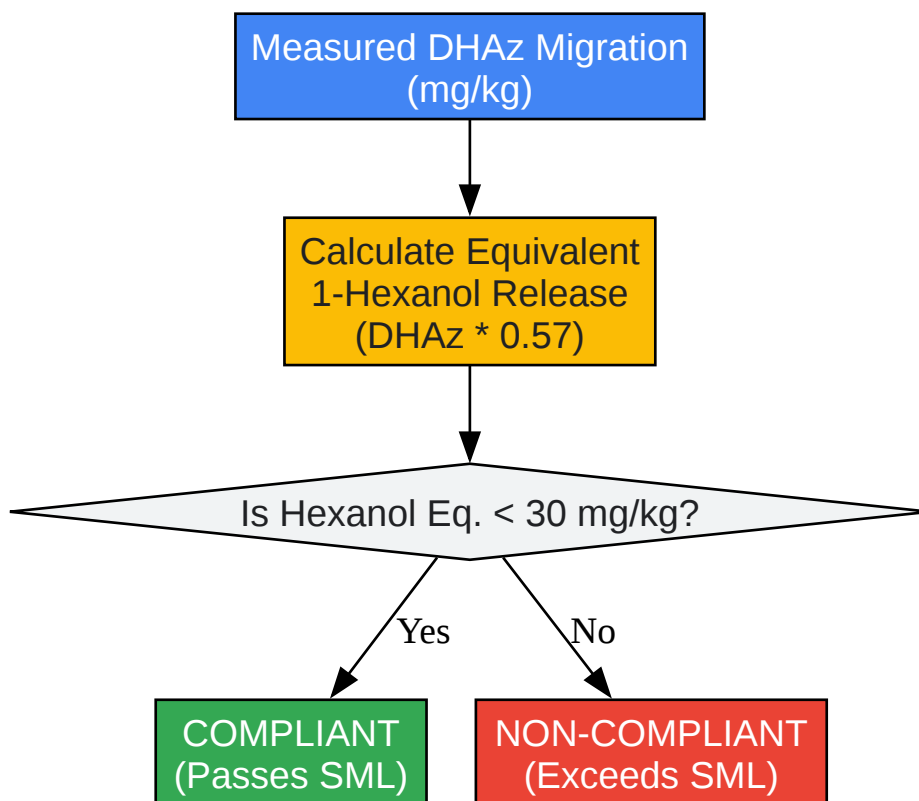 Measured DHAz Migration
(mg/kg)
Calculate Equivalent
1-Hexanol Release
(DHAz * 0.57)
Is Hexanol Eq. < 30 mg/kg?
Yes
No
COMPLIANT
(Passes SML)
NON-COMPLIANT
(Exceeds SML)